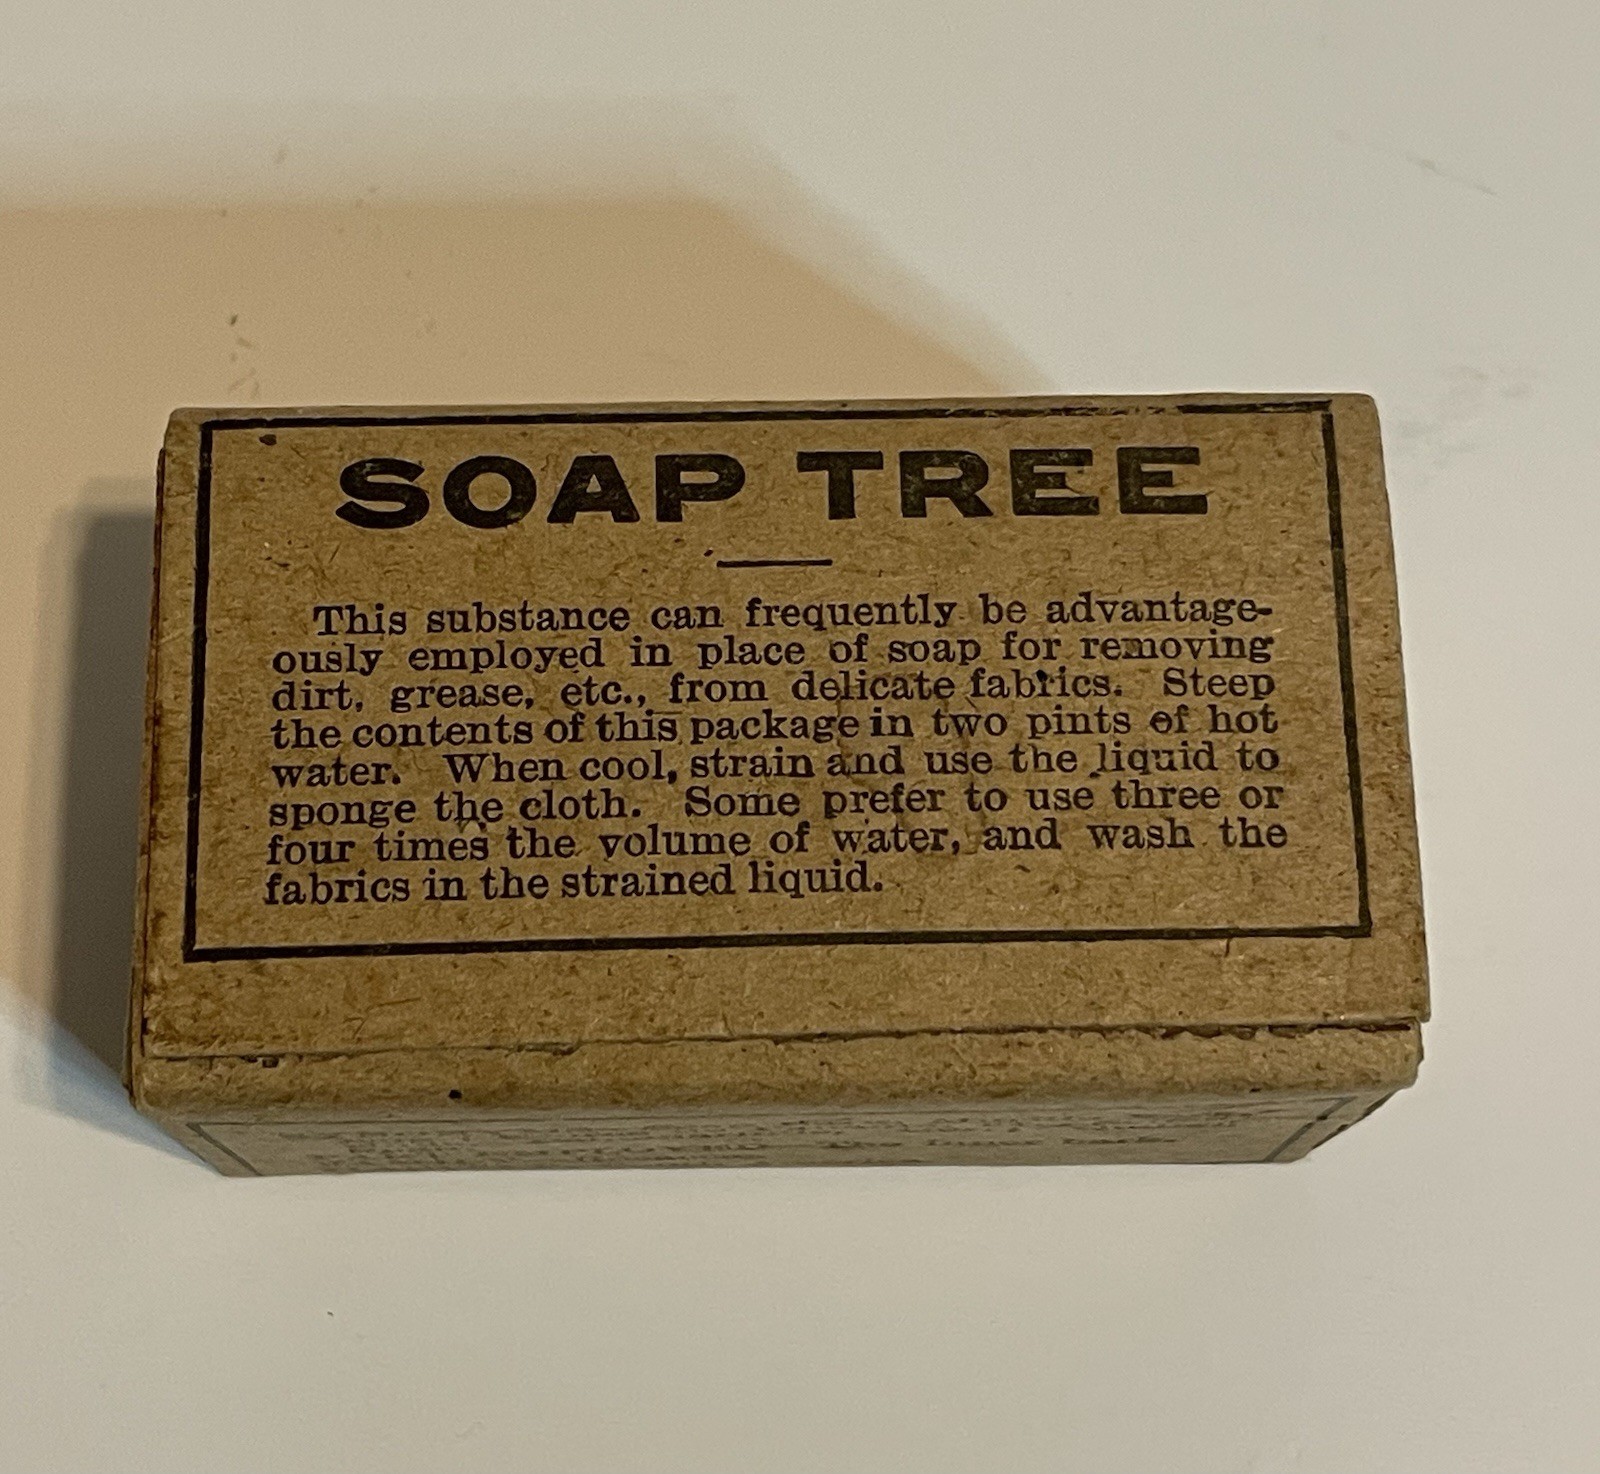 SOAP TREE
This substance can frequently be advantage-
ously employed in place of soap for removing
dirt, grease, etc., from delicate fabrics. Steep
the contents of this package in two pints of hot
water. When cool, strain and use the liquid to
sponge the cloth. Some prefer to use three or
four times the volume of water, and wash the
fabrics in the strained liquid.
The inner bark